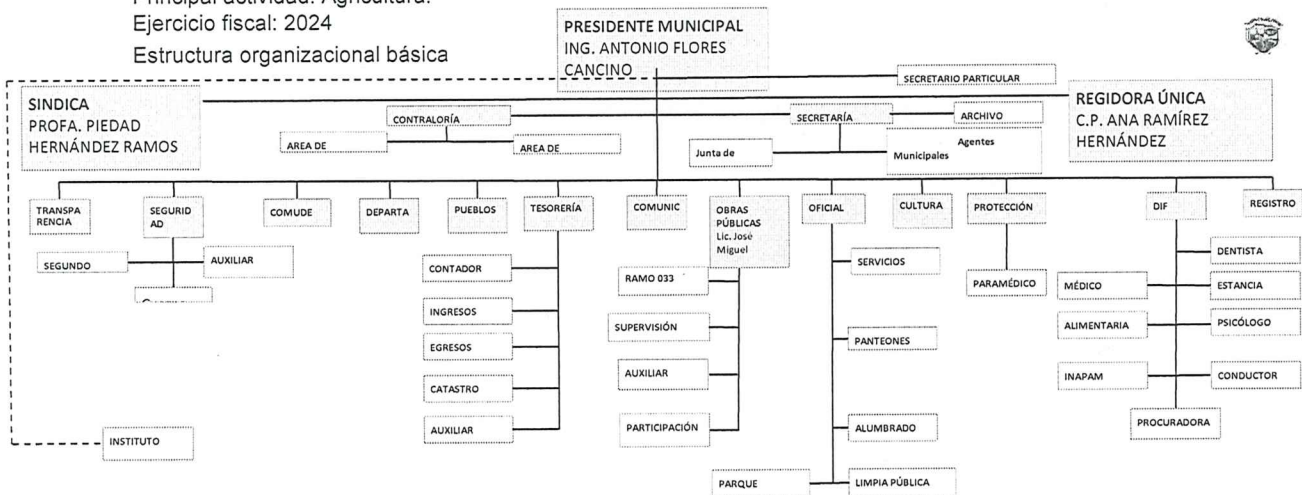 Principal actividad: Agricultura.
Ejercicio fiscal: 2024
Estructura organizacional básica
PRESIDENTE MUNICIPAL
ING. ANTONIO FLORES
CANCINO
SECRETARIO PARTICULAR
SINDICA
PROFA. PIEDAD
HERNÁNDEZ RAMOS
REGIDORA ÚNICA
C.P. ANA RAMÍREZ
HERNÁNDEZ
CONTRALORÍA
SECRETARÍA
ARCHIVO
AREA DE
AREA DE
Junta de
Agentes
Municipales
TRANSPA
RENCIA
SEGURID
AD
COMUDE
DEPARTA
PUEBLOS
TESORERÍA
COMUNIC
OBRAS
PÚBLICAS
Lic. José
Miguel
OFICIAL
CULTURA
PROTECCIÓN
DIF
REGISTRO
SEGUNDO
AUXILIAR
CONTADOR
INGRESOS
EGRESOS
CATASTRO
AUXILIAR
RAMO 033
SUPERVISIÓN
AUXILIAR
PARTICIPACIÓN
SERVICIOS
PANTEONES
ALUMBRADO
PARQUE
LIMPIA PÚBLICA
PARAMÉDICO
DENTISTA
MÉDICO
ESTANCIA
ALIMENTARIA
PSICÓLOGO
INAPAM
CONDUCTOR
PROCURADORA
INSTITUTO